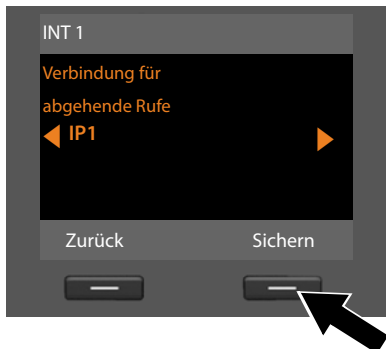 INT 1
Verbindung für
abgehende Rufe
IP1
Zurück Sichern